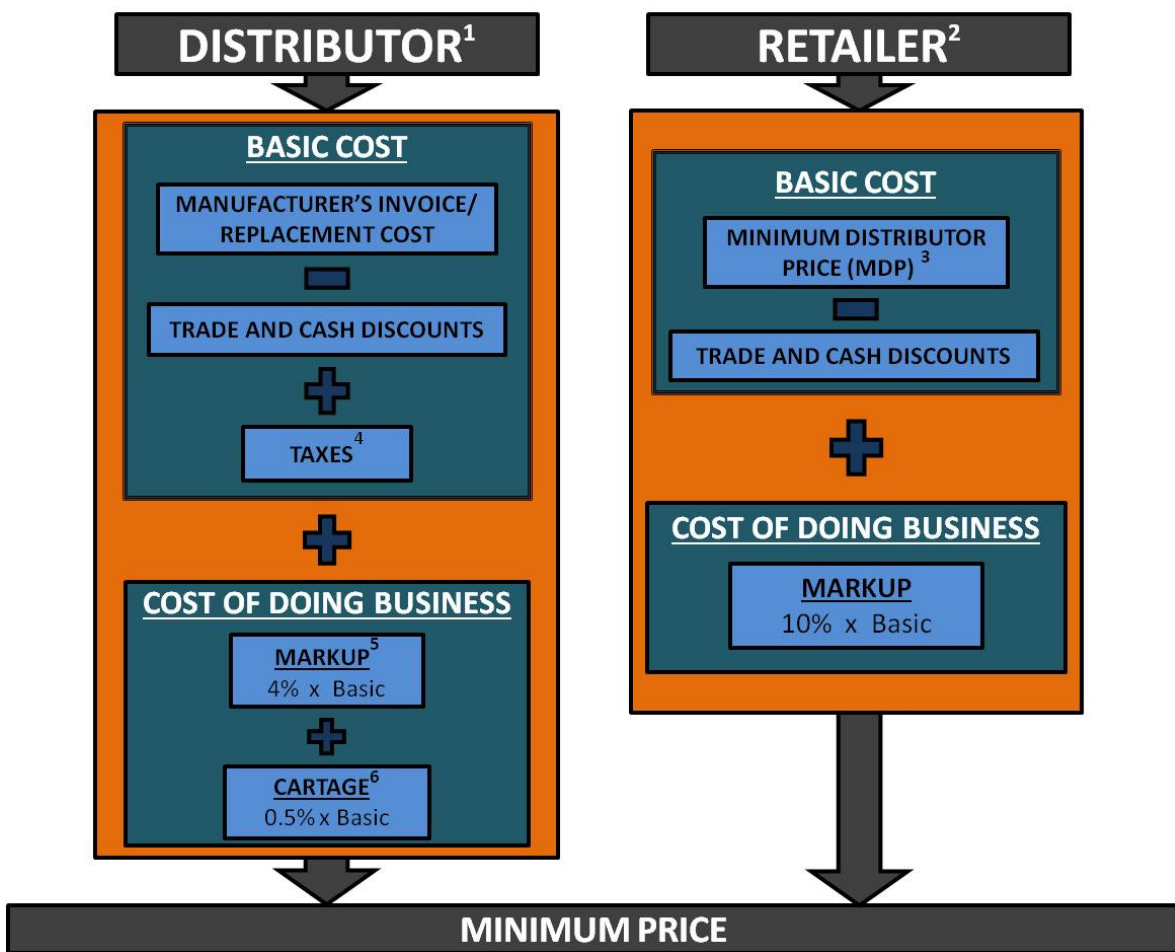 DISTRIBUTOR¹
BASIC COST
MANUFACTURER'S INVOICE/
REPLACEMENT COST
TRADE AND CASH DISCOUNTS
TAXES⁴
COST OF DOING BUSINESS
MARKUP⁵
4% x Basic
CARTAGE⁶
0.5% x Basic
RETAILER²
BASIC COST
MINIMUM DISTRIBUTOR
PRICE (MDP) ³
TRADE AND CASH DISCOUNTS
COST OF DOING BUSINESS
MARKUP
10% x Basic
MINIMUM PRICE